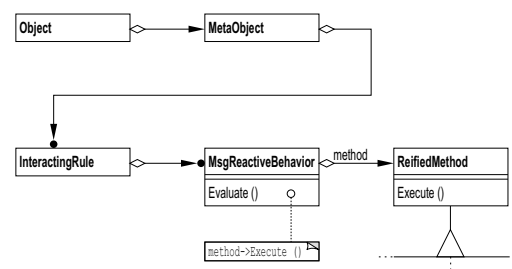 Object
MetaObject
InteractingRule
MsgReactiveBehavior
method
ReifiedMethod
Evaluate ()
Execute ()
method->Execute ()